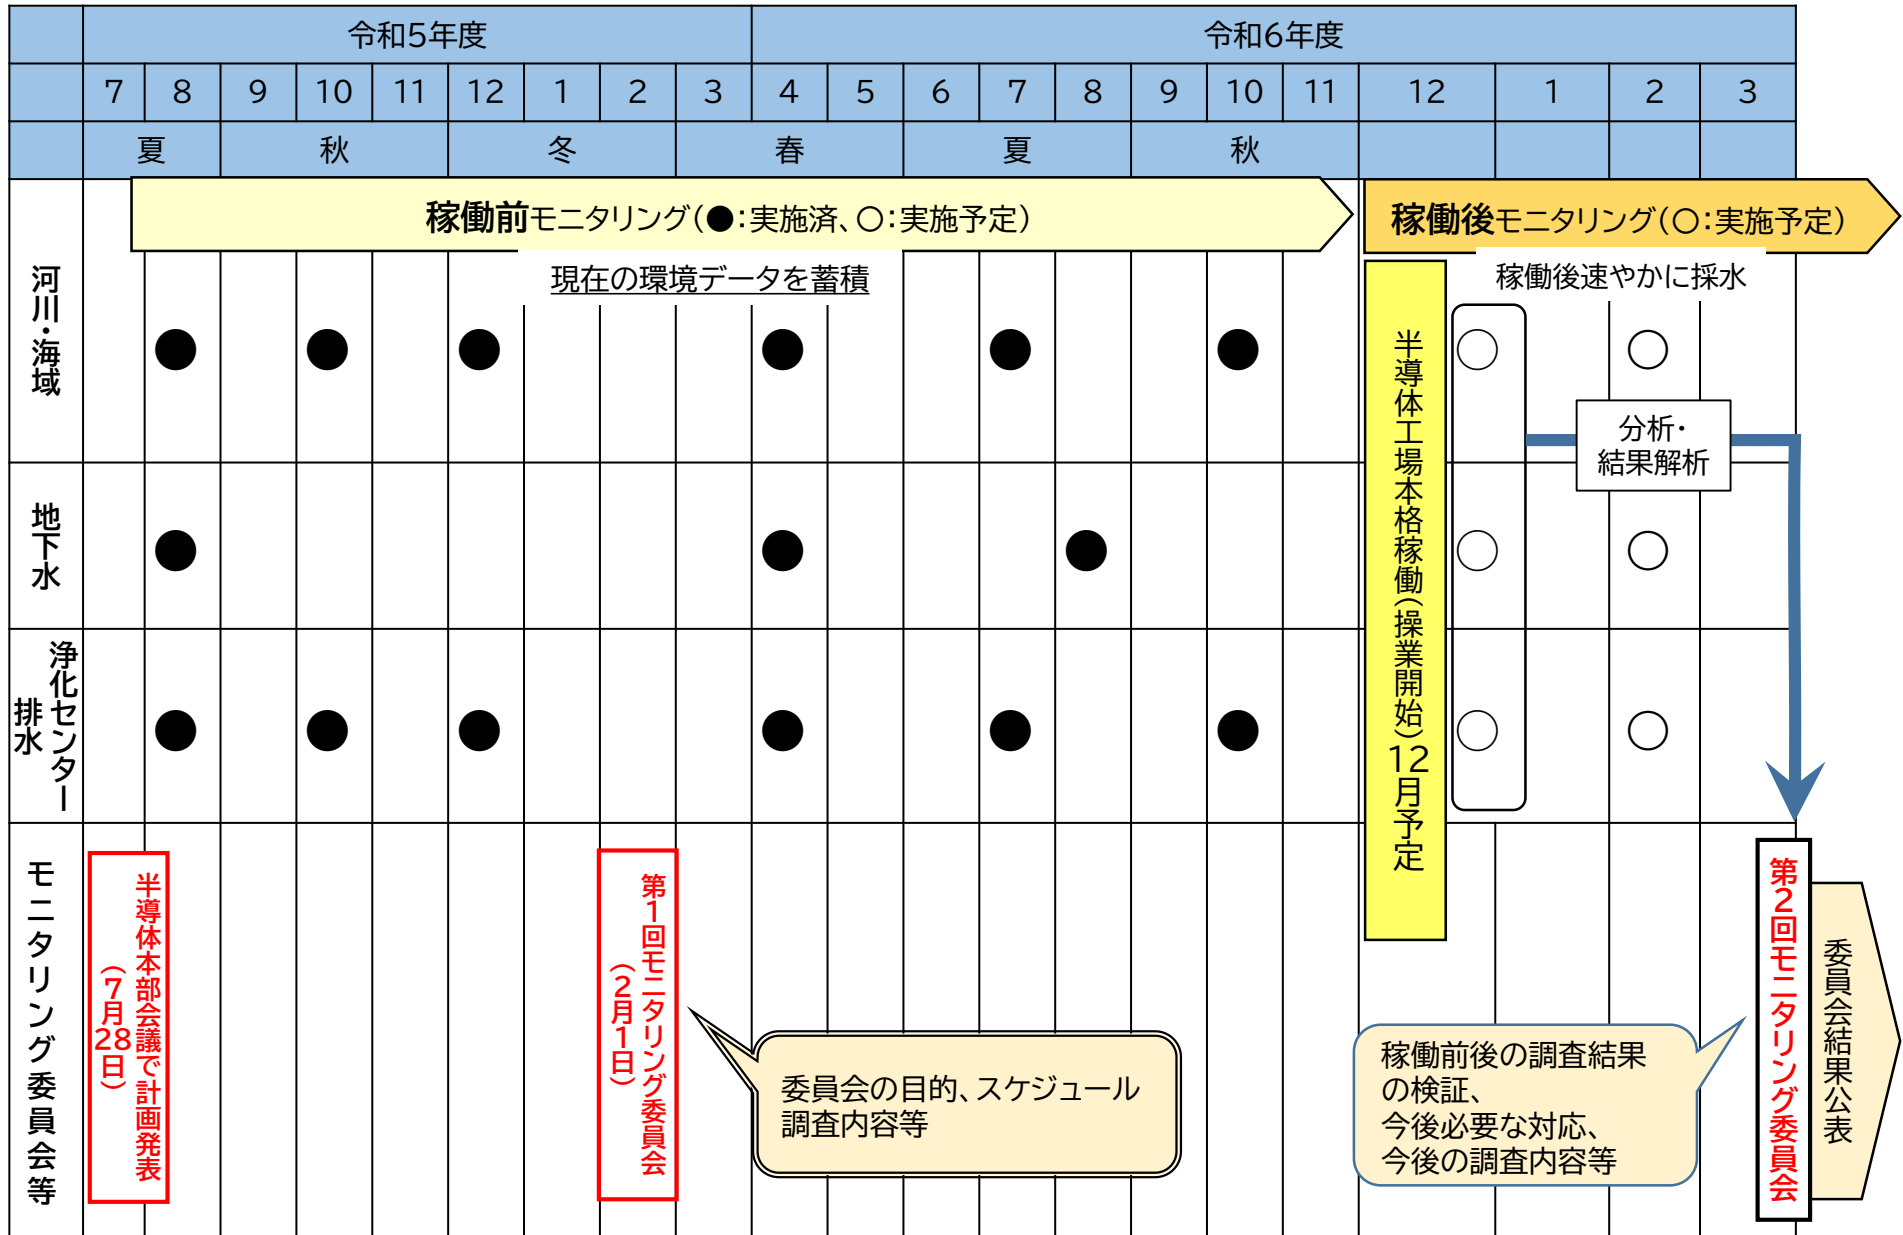 令和5年度 令和6年度
7 8 9 10 11 12 1 2 3 4 5 6 7 8 9 10 11 12 1 2 3
夏 秋 冬 春 夏 秋
稼働前モニタリング(●:実施済、○:実施予定)
稼働後モニタリング(○:実施予定)
現在の環境データを蓄積
稼働後速やかに採水
河川・海域
● ● ● ● ● ● ○ ○
分析・
結果解析
地下水
● ● ● ○ ○
浄化センター
排水
● ● ● ● ● ● ○ ○
半導体工場本格稼働(操業開始)12月予定
モニタリング委員会等
半導体本部会議で計画発表
(7月28日)
第1回モニタリング委員会
(2月1日)
委員会の目的、スケジュール
調査内容等
稼働前後の調査結果
の検証、
今後必要な対応、
今後の調査内容等
第2回モニタリング委員会
委員会結果公表